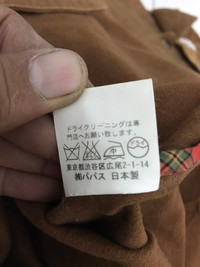 ドライクリーニングは専
門店へお願い致します。
東京都渋谷区広尾2-1-14
㈱パパス 日本製